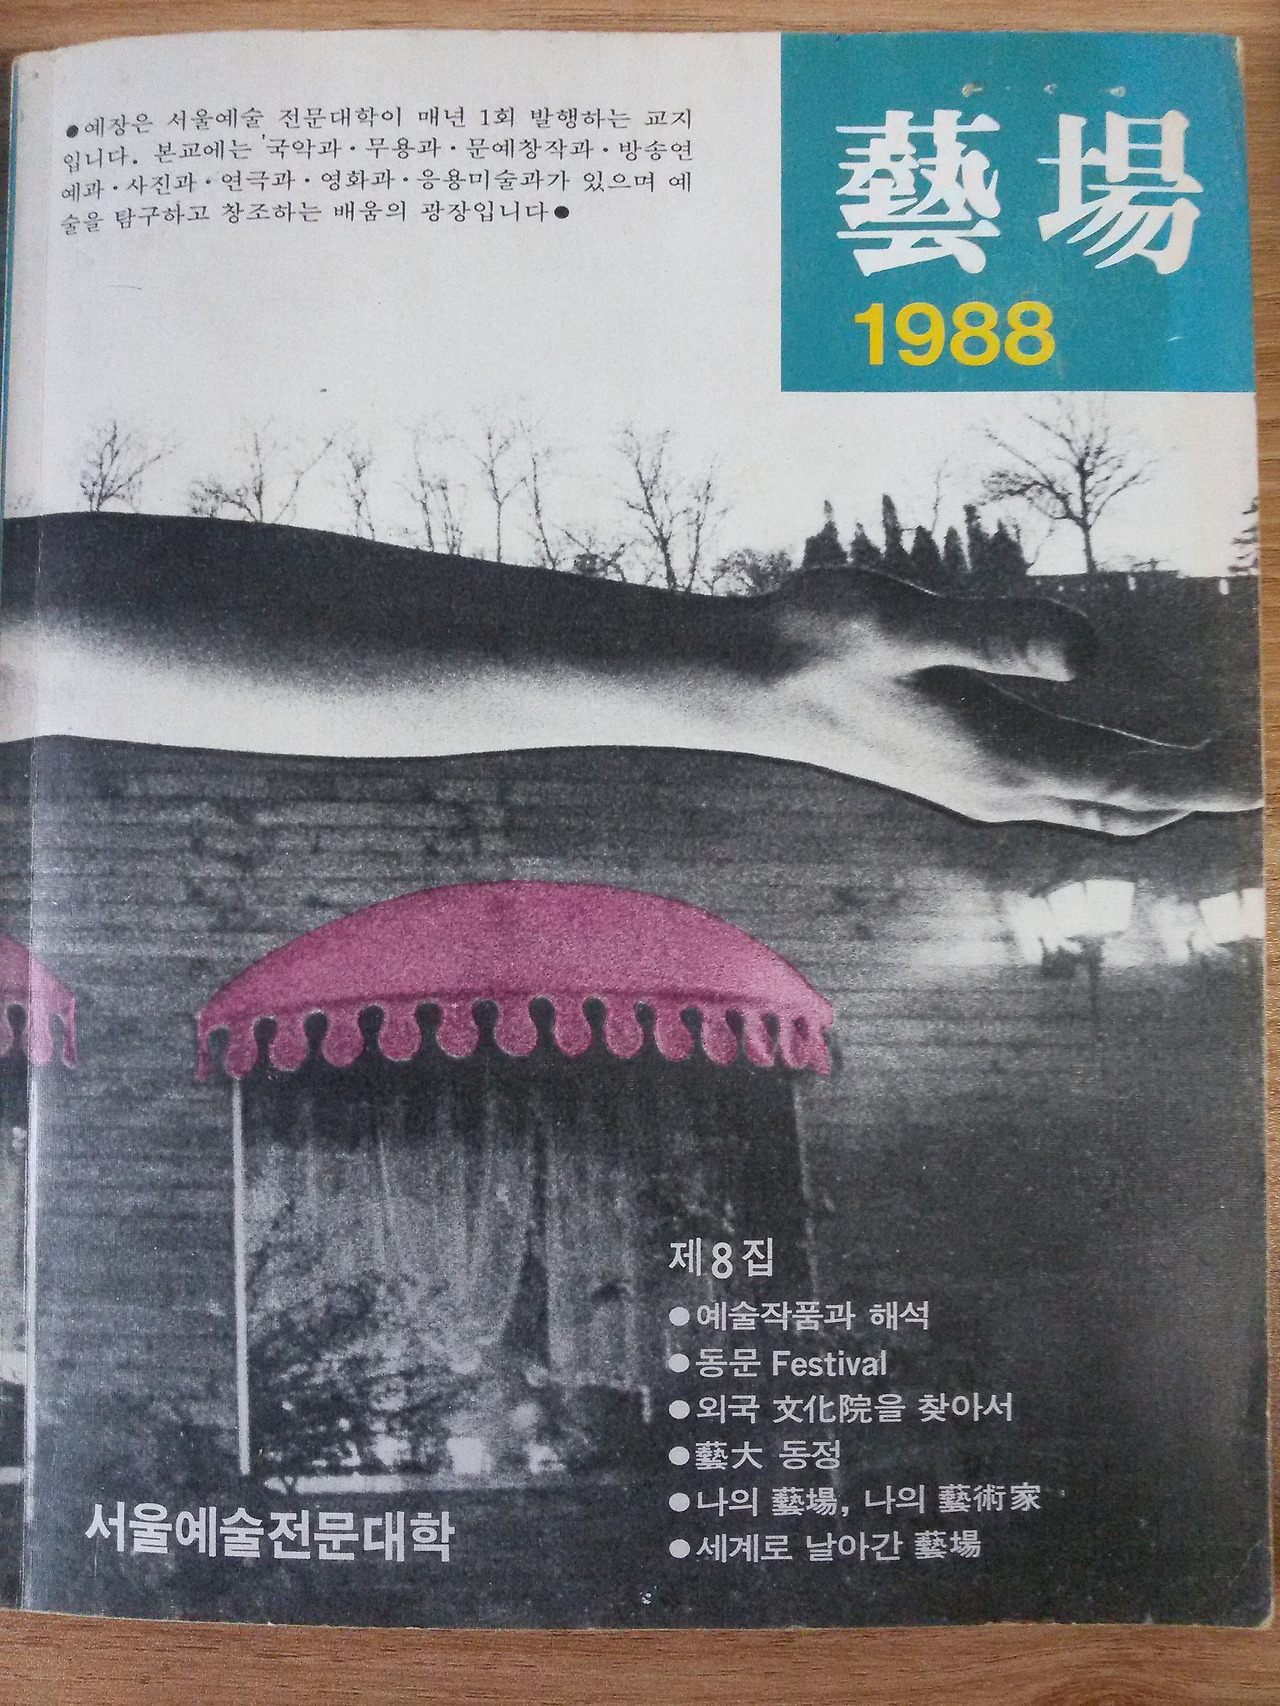 ●예장은 서울예술 전문대학이 매년 1회 발행하는 교지
입니다. 본교에는 '국악과·무용과·문예창작과·방송연
예과·사진과·연극과·영화과·응용미술과가 있으며 예
술을 탐구하고 창조하는 배움의 광장입니다●
藝場
1988
제8집
●예술작품과 해석
●동문 Festival
●외국 文化院을 찾아서
●藝大 동정
●나의 藝場, 나의 藝術家
●세계로 날아간 藝場
서울예술전문대학